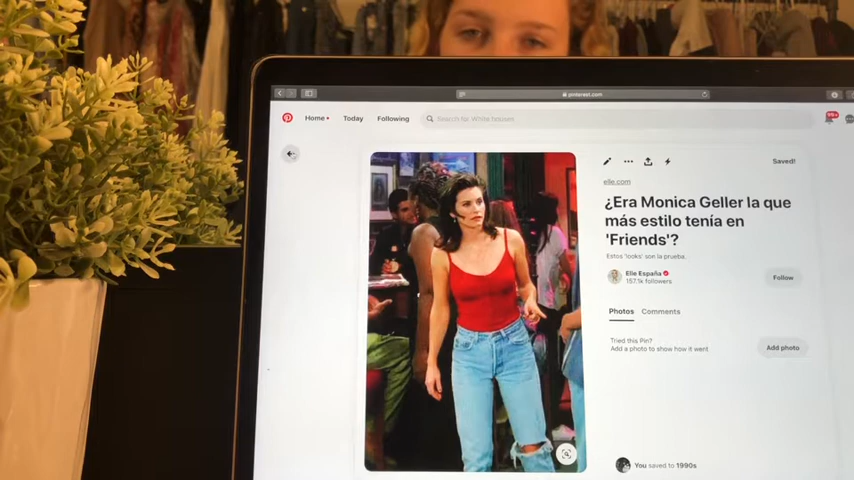 pinterest.com
Home
Today
Following
Search for White houses
Saved!
elle.com
¿Era Monica Geller la que
más estilo tenía en
'Friends'?
Estos 'looks' son la prueba.
Elle España
157.1k followers
Follow
Photos
Comments
Tried this Pin?
Add a photo to show how it went
Add photo
You saved to 1990s